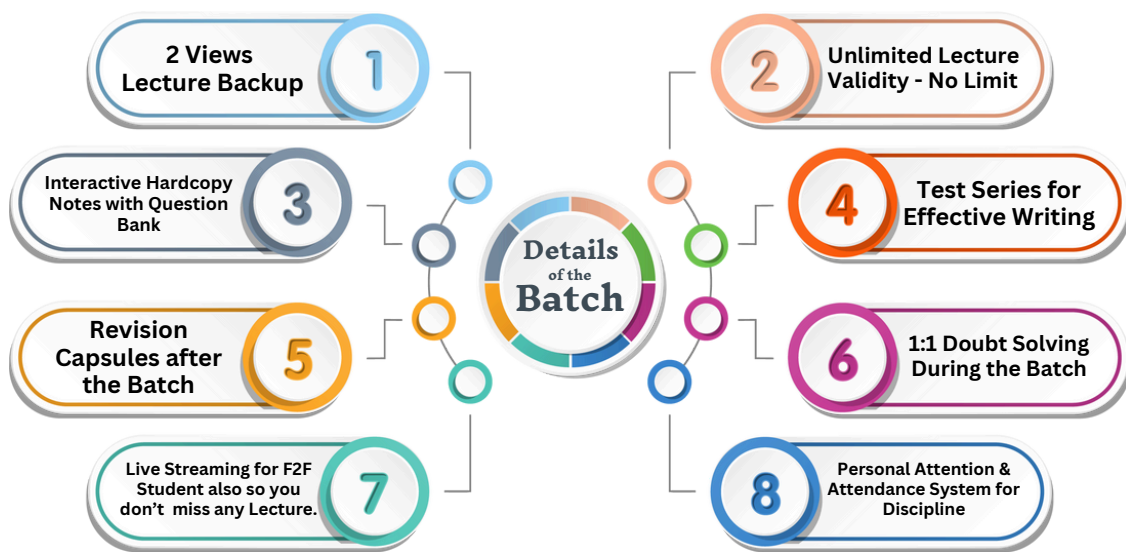 Details
of the
Batch
2 Views
Lecture Backup
1
2
Unlimited Lecture
Validity - No Limit
Interactive Hardcopy
Notes with Question
Bank
3
4
Test Series for
Effective Writing
Revision
Capsules after
the Batch
5
6
1:1 Doubt Solving
During the Batch
Live Streaming for F2F
Student also so you
don't  miss any Lecture.
7
8
Personal Attention &
Attendance System for
Discipline